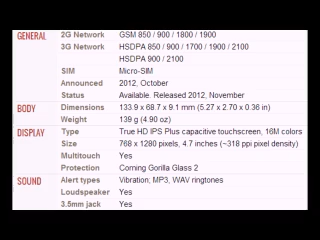 GENERAL 2G Network GSM 850 / 900 / 1800 / 1900
3G Network HSDPA 850 / 900 / 1700 / 1900 / 2100
HSDPA 900 / 2100
SIM Micro-SIM
Announced 2012, October
Status Available. Released 2012, November
BODY Dimensions 133.9 x 68.7 x 9.1 mm (5.27 x 2.70 x 0.36 in)
Weight 139 g (4.90 oz)
DISPLAY Type True HD IPS Plus capacitive touchscreen, 16M colors
Size 768 x 1280 pixels, 4.7 inches (~318 ppi pixel density)
Multitouch Yes
Protection Corning Gorilla Glass 2
SOUND Alert types Vibration; MP3, WAV ringtones
Loudspeaker Yes
3.5mm jack Yes